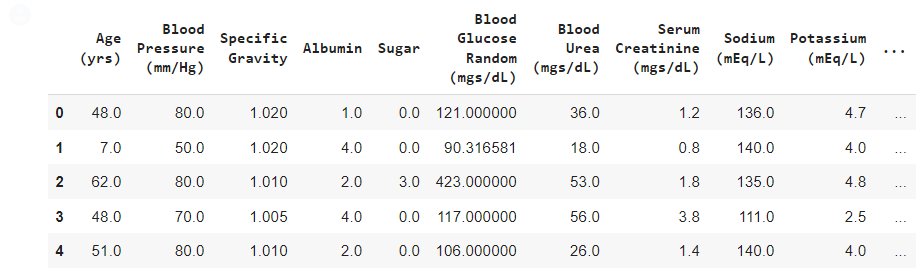 Age (yrs) Blood Pressure (mm/Hg) Specific Gravity Albumin Sugar Blood Glucose Random (mgs/dL) Blood Urea (mgs/dL) Serum Creatinine (mgs/dL) Sodium (mEq/L) Potassium (mEq/L) ...
0 48.0 80.0 1.020 1.0 0.0 121.000000 36.0 1.2 136.0 4.7 ...
1 7.0 50.0 1.020 4.0 0.0 90.316581 18.0 0.8 140.0 4.0 ...
2 62.0 80.0 1.010 2.0 3.0 423.000000 53.0 1.8 135.0 4.8 ...
3 48.0 70.0 1.005 4.0 0.0 117.000000 56.0 3.8 111.0 2.5 ...
4 51.0 80.0 1.010 2.0 0.0 106.000000 26.0 1.4 140.0 4.0 ...